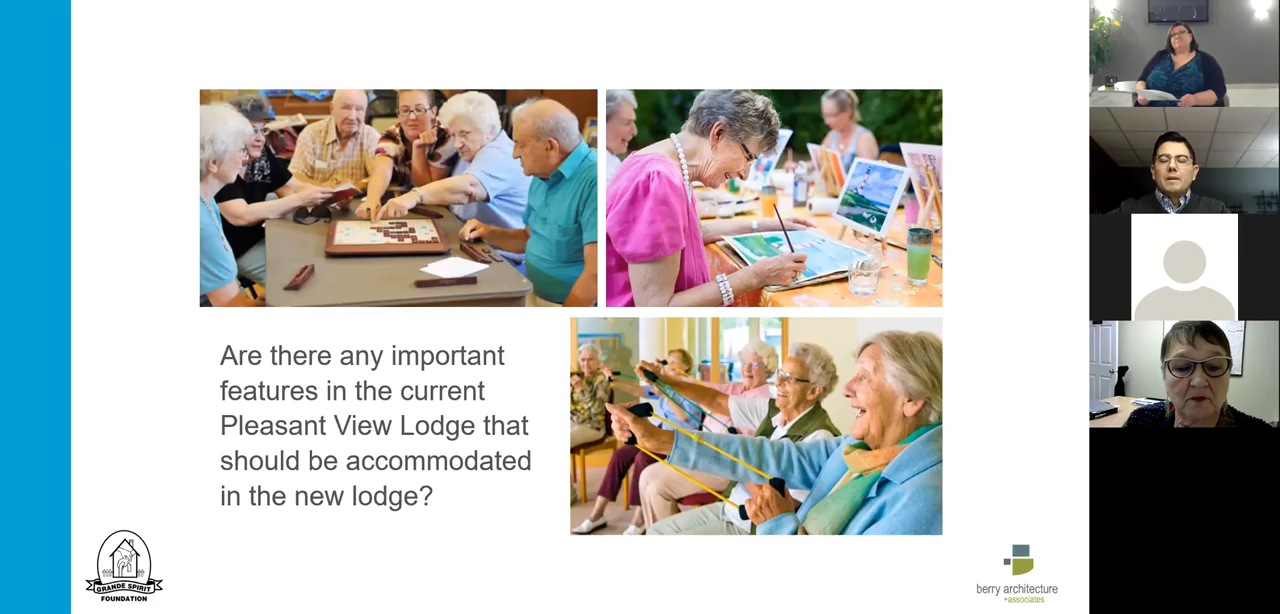 Are there any important
features in the current
Pleasant View Lodge that
should be accommodated
in the new lodge?
GRANDE SPIRIT
FOUNDATION
berry architecture
+associates